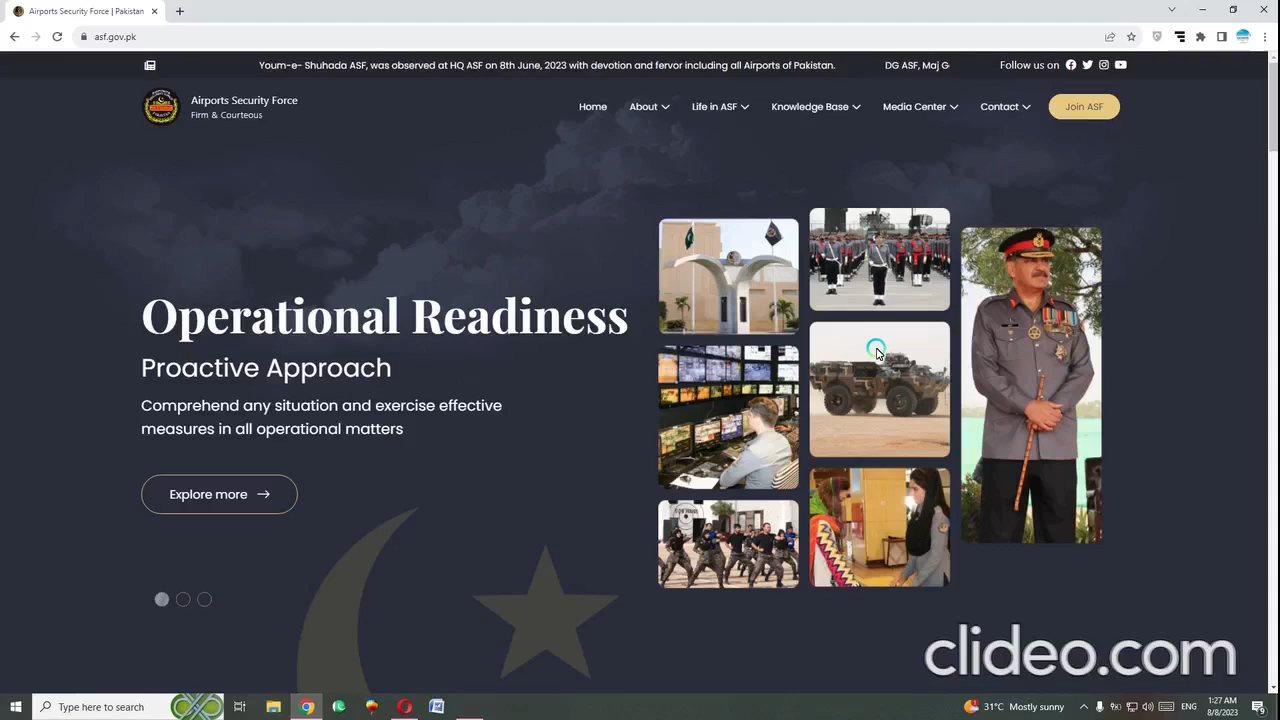 Airports Security Force | Pakistan
asf.gov.pk
Youm-e- Shuhada ASF, was observed at HQ ASF on 8th June, 2023 with devotion and fervor including all Airports of Pakistan.
DG ASF, Maj G
Follow us on
Airports Security Force
Firm & Courteous
Home About Life in ASF Knowledge Base Media Center Contact Join ASF
Operational Readiness
Proactive Approach
Comprehend any situation and exercise effective
measures in all operational matters
Explore more
clideo.com
Type here to search
31°C Mostly sunny
ENG
1:27 AM
8/8/2023